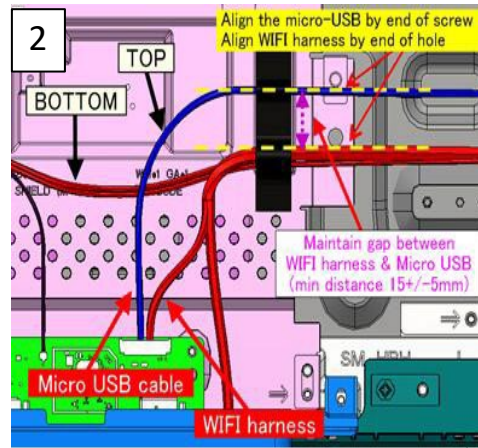 2
Align the micro-USB by end of screw
Align WIFI harness by end of hole
TOP
BOTTOM
SHIELD
Maintain gap between
WIFI harness & Micro USB
(min distance 15+/-5mm)
Micro USB cable
WIFI harness